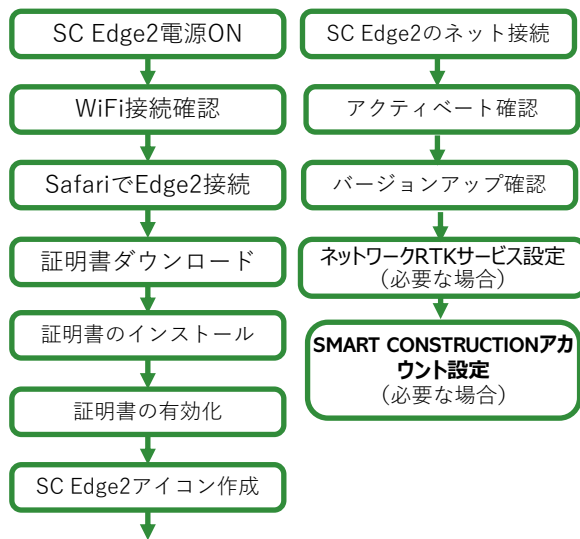 SC Edge2電源ON
WiFi接続確認
SafariでEdge2接続
証明書ダウンロード
証明書のインストール
証明書の有効化
SC Edge2アイコン作成
SC Edge2のネット接続
アクティベート確認
バージョンアップ確認
ネットワークRTKサービス設定
（必要な場合）
SMART CONSTRUCTIONアカ
ウント設定
（必要な場合）